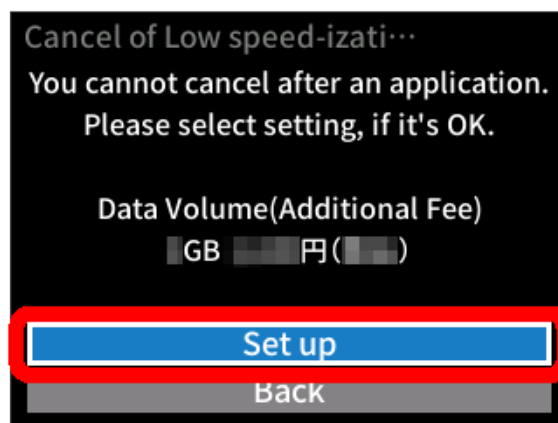 Cancel of Low speed-izati…
You cannot cancel after an application.
Please select setting, if it's OK.
Data Volume(Additional Fee)
GB 円( )
Set up
Back